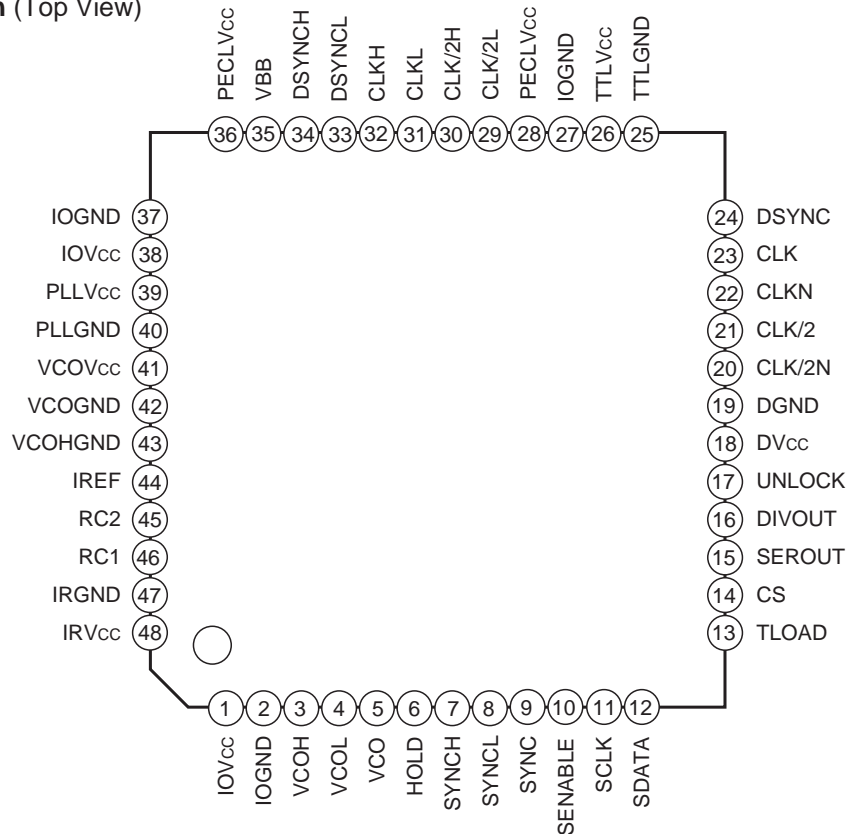 n (Top View)
PECLVcc
VBB
DSYNCH
DSYNCL
CLKH
CLKL
CLK/2H
CLK/2L
PECLVcc
IOGND
TTLVcc
TTLGND
36 35 34 33 32 31 30 29 28 27 26 25
IOGND 37
IOVcc 38
PLLVcc 39
PLLGND 40
VCOVcc 41
VCOGND 42
VCOHGND 43
IREF 44
RC2 45
RC1 46
IRGND 47
IRVcc 48
24 DSYNC
23 CLK
22 CLKN
21 CLK/2
20 CLK/2N
19 DGND
18 DVcc
17 UNLOCK
16 DIVOUT
15 SEROUT
14 CS
13 TLOAD
1 2 3 4 5 6 7 8 9 10 11 12
IOVcc
IOGND
VCOH
VCOL
VCO
HOLD
SYNCH
SYNCL
SYNC
SENABLE
SCLK
SDATA